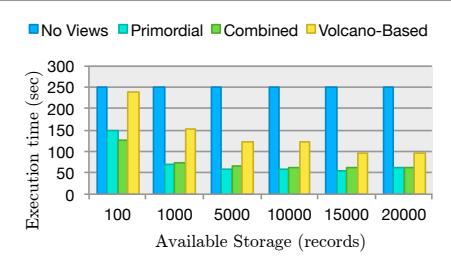 No Views Primordial Combined Volcano-Based
300
250
200
150
100
50
0
Execution time (sec)
100 1000 5000 10000 15000 20000
Available Storage (records)